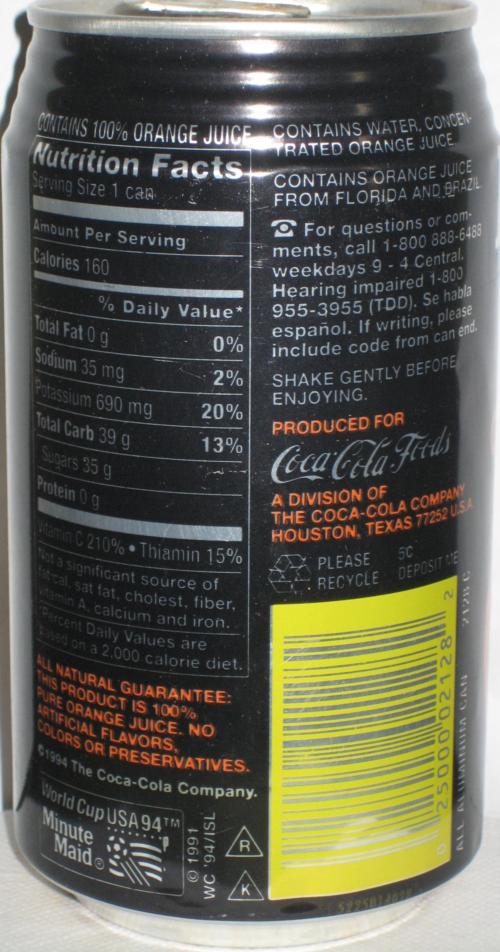 CONTAINS 100% ORANGE JUICE
Nutrition Facts
Serving Size 1 can
Amount Per Serving
Calories 160
% Daily Value*
Total Fat 0 g 0%
Sodium 35 mg 2%
Potassium 690 mg 20%
Total Carb 39 g 13%
Sugars 35 g
Protein 0 g
Vitamin C 210% • Thiamin 15%
Not a significant source of
fat cal, sat fat, cholest, fiber,
vitamin A, calcium and iron.
*Percent Daily Values are
based on a 2,000 calorie diet.
ALL NATURAL GUARANTEE:
THIS PRODUCT IS 100%
PURE ORANGE JUICE. NO
ARTIFICIAL FLAVORS,
COLORS OR PRESERVATIVES.
©1994 The Coca-Cola Company.
World Cup USA94™
Minute
Maid®
© 1991
WC '94/ISL
R
K
CONTAINS WATER, CONCEN-
TRATED ORANGE JUICE.
CONTAINS ORANGE JUICE
FROM FLORIDA AND BRAZIL.
☎ For questions or com-
ments, call 1-800 888-6488
weekdays 9 - 4 Central.
Hearing impaired 1-800
955-3955 (TDD). Se habla
español. If writing, please
include code from can end.
SHAKE GENTLY BEFORE
ENJOYING.
PRODUCED FOR
Coca-Cola Foods
A DIVISION OF
THE COCA-COLA COMPANY
HOUSTON, TEXAS 77252 U.S.A.
PLEASE
RECYCLE
5C
DEPOSIT ME
0 25000 02128 2
ALL ALUMINUM CAN 2128 C